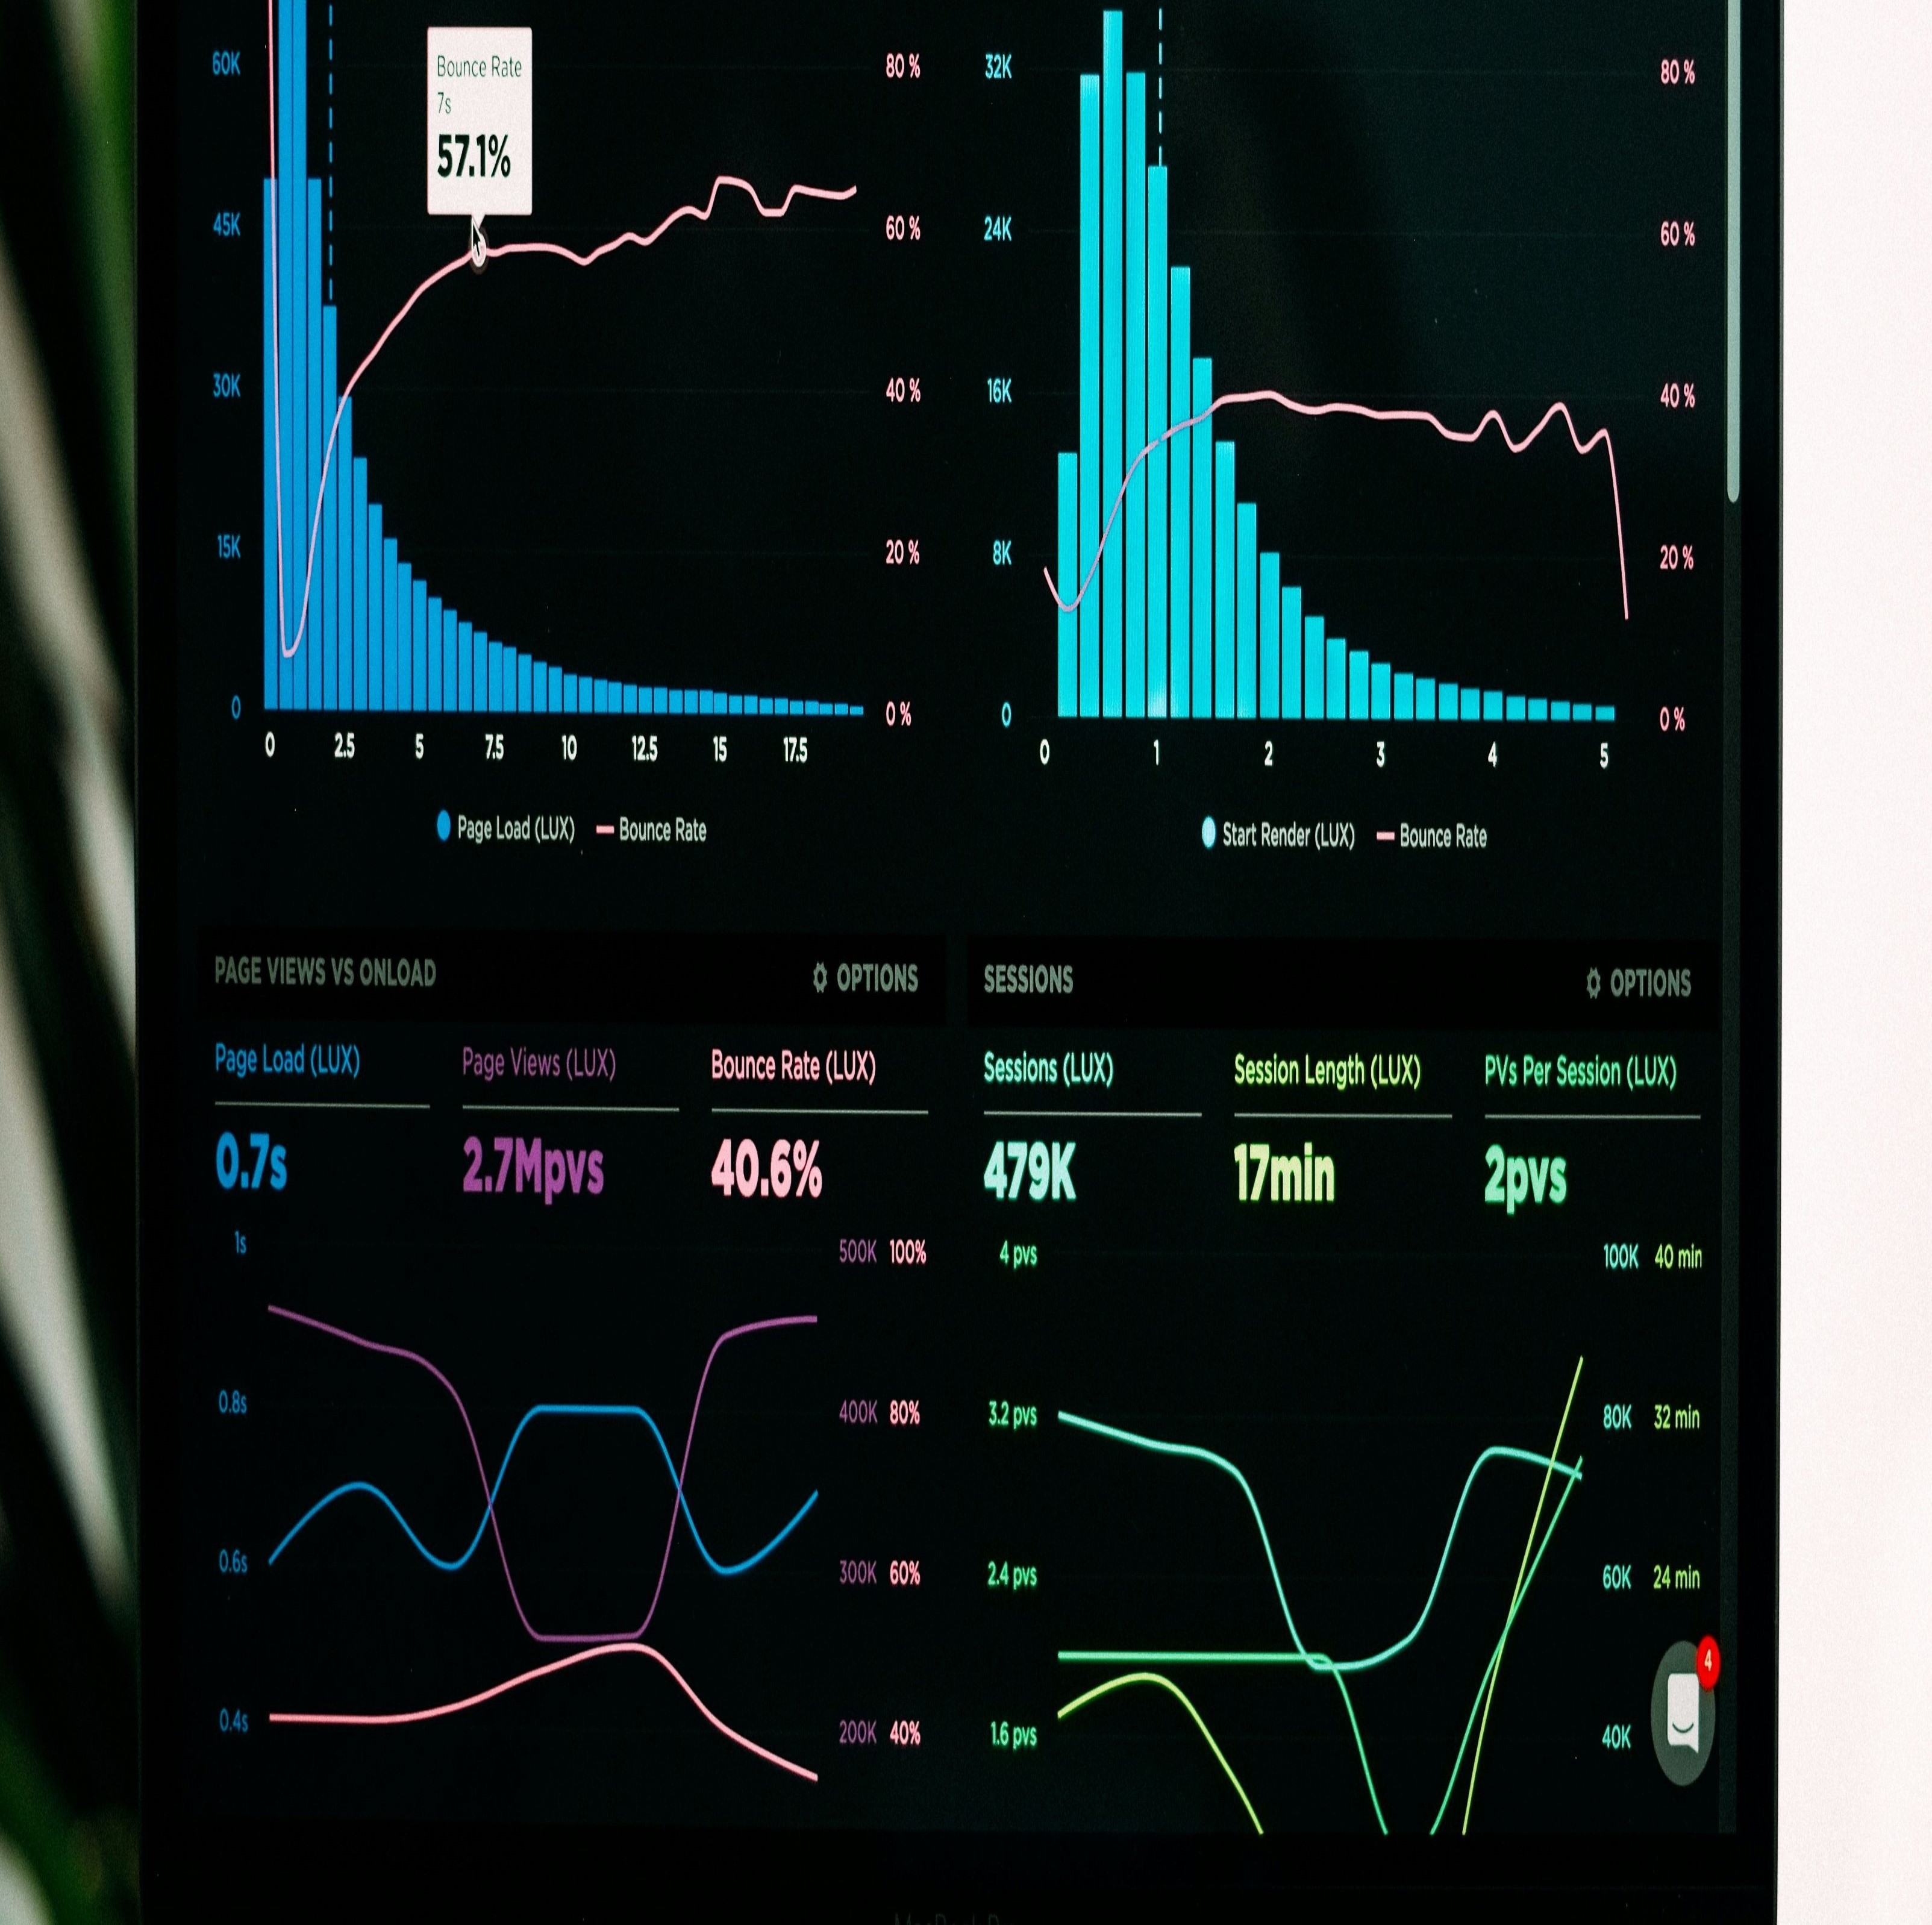 60K
45K
30K
15K
0
Bounce Rate
7s
57.1%
80 %
60 %
40 %
20 %
0 %
0 2.5 5 7.5 10 12.5 15 17.5
Page Load (LUX) Bounce Rate
32K
24K
16K
8K
0
80 %
60 %
40 %
20 %
0 %
0 1 2 3 4 5
Start Render (LUX) Bounce Rate
PAGE VIEWS VS ONLOAD OPTIONS
Page Load (LUX) Page Views (LUX) Bounce Rate (LUX)
0.7s 2.7Mpvs 40.6%
1s 500K 100%
0.8s 400K 80%
0.6s 300K 60%
0.4s 200K 40%
SESSIONS OPTIONS
Sessions (LUX) Session Length (LUX) PVs Per Session (LUX)
479K 17min 2pvs
4 pvs 100K 40 min
3.2 pvs 80K 32 min
2.4 pvs 60K 24 min
1.6 pvs 40K
4